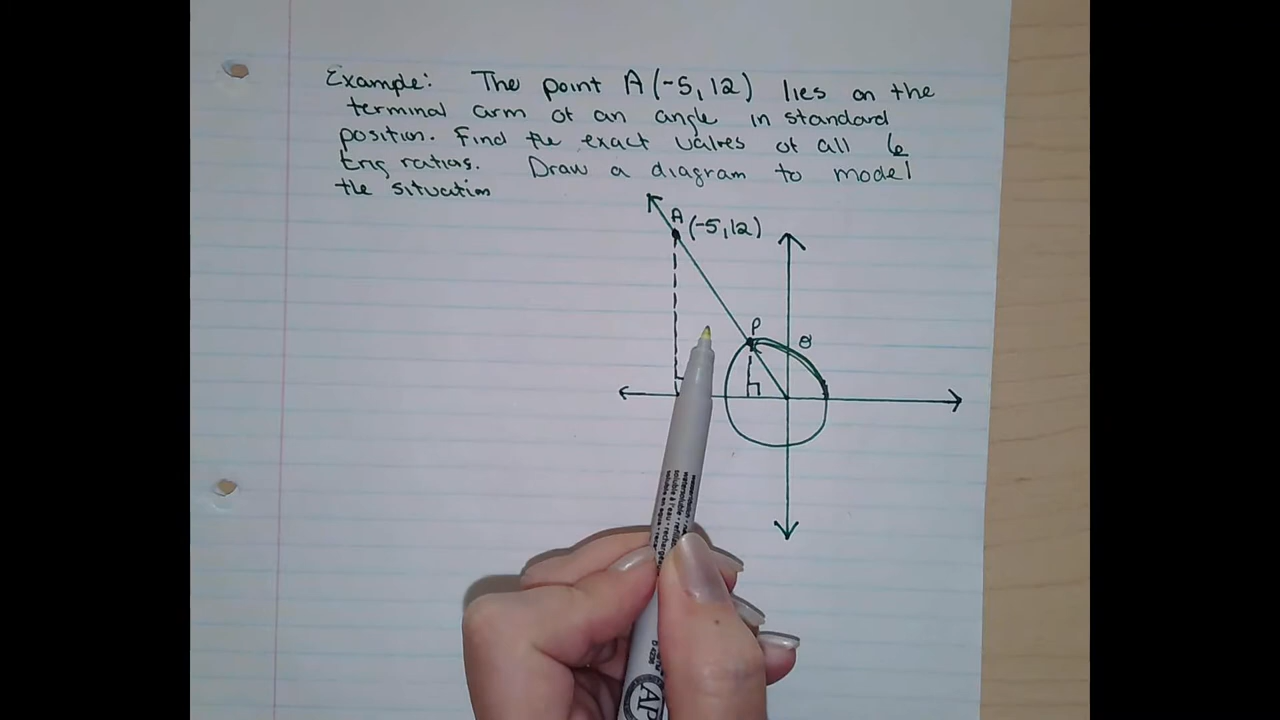 Example: The point A(-5,12) lies on the
terminal arm of an angle in standard
position. Find the exact values of all 6
trig ratios. Draw a diagram to model
the situation
A(-5,12)
P
θ
AP